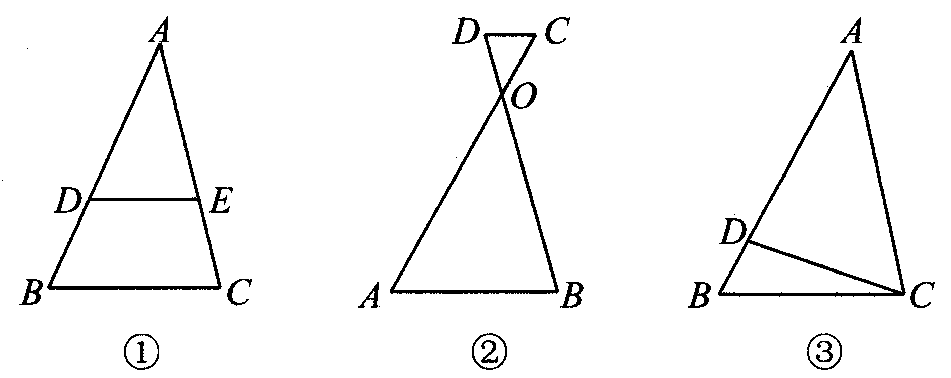 A D C A
O
D E
D
B C A B B C
① ② ③